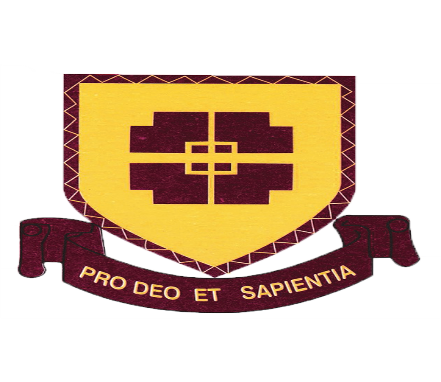 PRO DEO ET SAPIENTIA